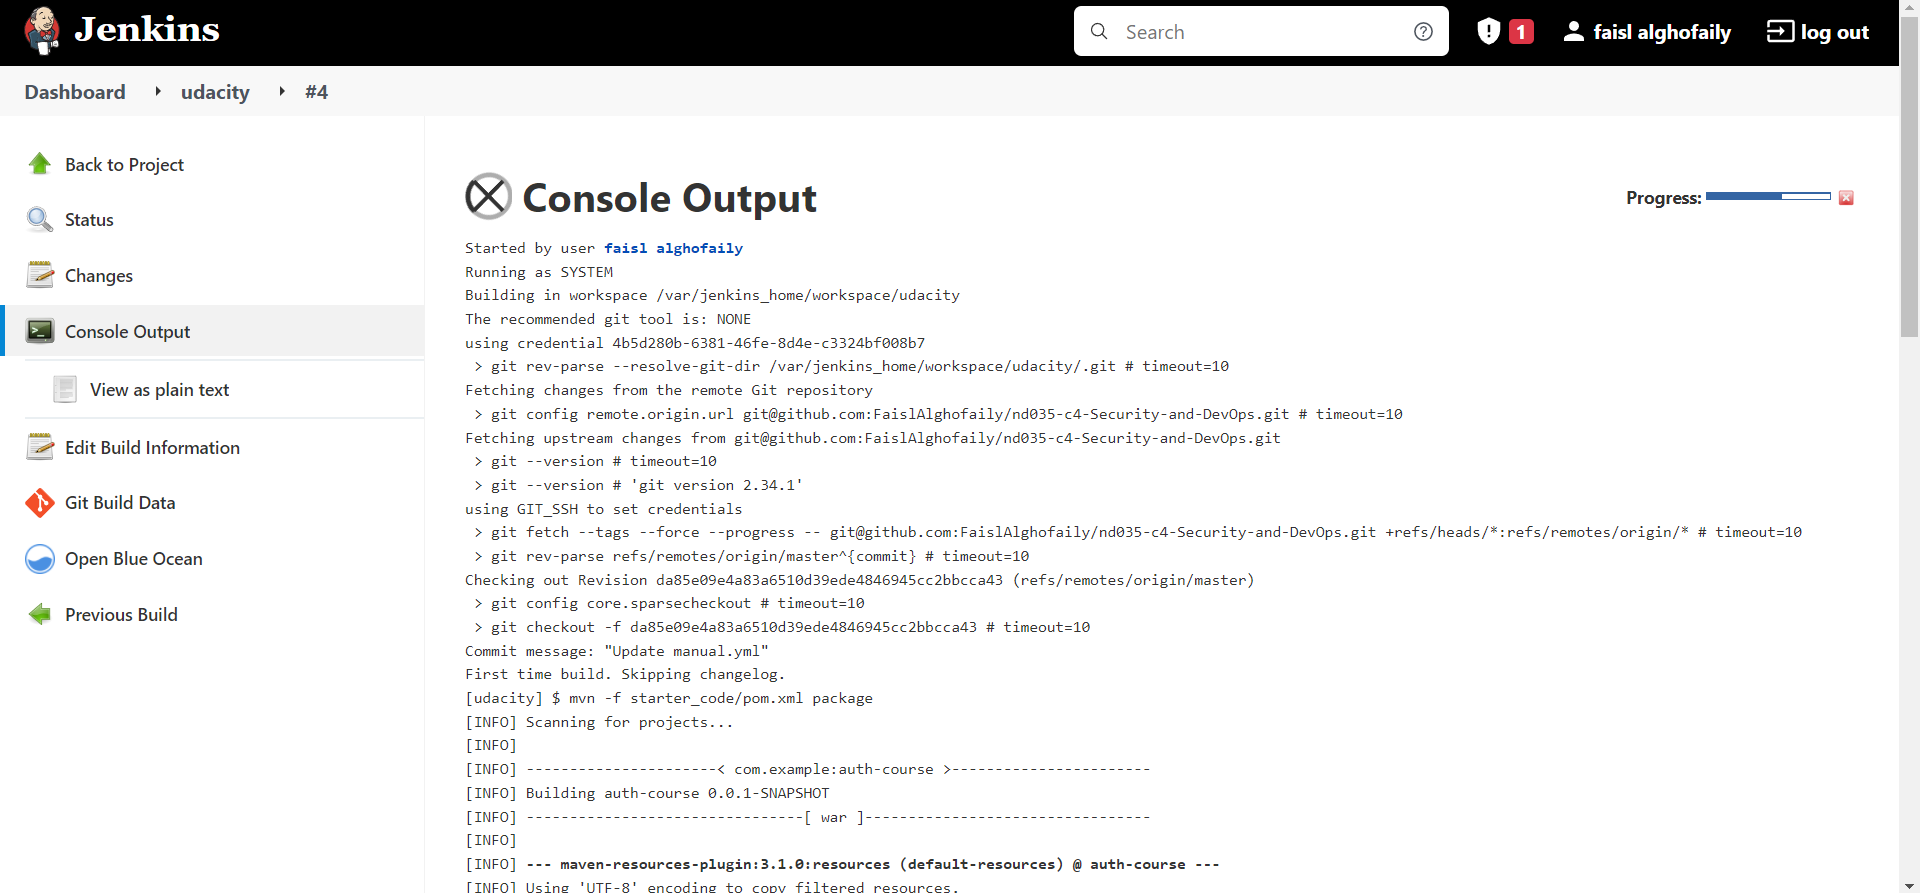 Jenkins
Search
1
faisl alghofaily
log out
Dashboard
udacity
#4
Back to Project
Status
Changes
Console Output
View as plain text
Edit Build Information
Git Build Data
Open Blue Ocean
Previous Build
Console Output
Progress:
Started by user faisl alghofaily
Running as SYSTEM
Building in workspace /var/jenkins_home/workspace/udacity
The recommended git tool is: NONE
using credential 4b5d280b-6381-46fe-8d4e-c3324bf008b7
 > git rev-parse --resolve-git-dir /var/jenkins_home/workspace/udacity/.git # timeout=10
Fetching changes from the remote Git repository
 > git config remote.origin.url git@github.com:FaislAlghofaily/nd035-c4-Security-and-DevOps.git # timeout=10
Fetching upstream changes from git@github.com:FaislAlghofaily/nd035-c4-Security-and-DevOps.git
 > git --version # timeout=10
 > git --version # 'git version 2.34.1'
using GIT_SSH to set credentials
 > git fetch --tags --force --progress -- git@github.com:FaislAlghofaily/nd035-c4-Security-and-DevOps.git +refs/heads/*:refs/remotes/origin/* # timeout=10
 > git rev-parse refs/remotes/origin/master^{commit} # timeout=10
Checking out Revision da85e09e4a83a6510d39ede4846945cc2bbcca43 (refs/remotes/origin/master)
 > git config core.sparsecheckout # timeout=10
 > git checkout -f da85e09e4a83a6510d39ede4846945cc2bbcca43 # timeout=10
Commit message: "Update manual.yml"
First time build. Skipping changelog.
[udacity] $ mvn -f starter_code/pom.xml package
[INFO] Scanning for projects...
[INFO]
[INFO] ----------------------< com.example:auth-course >-----------------------
[INFO] Building auth-course 0.0.1-SNAPSHOT
[INFO] --------------------------------[ war ]---------------------------------
[INFO]
[INFO] --- maven-resources-plugin:3.1.0:resources (default-resources) @ auth-course ---
[INFO] Using 'UTF-8' encoding to copy filtered resources.